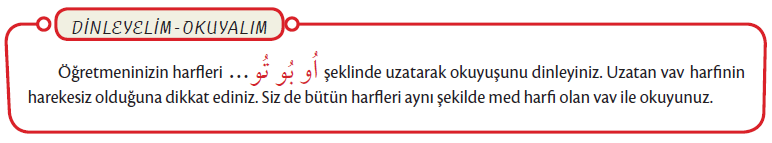 DİNLEYELİM-OKUYALIM
Öğretmeninizin harfleri أُو بُو تُو... şeklinde uzatarak okuyuşunu dinleyiniz. Uzatan vav harfinin
harekesiz olduğuna dikkat ediniz. Siz de bütün harfleri aynı şekilde med harfi olan vav ile okuyunuz.